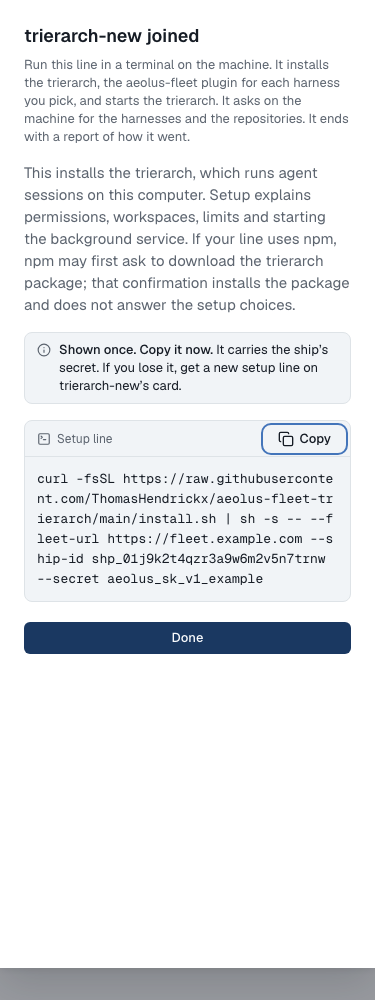 trierarch-new joined
Run this line in a terminal on the machine. It installs
the trierarch, the aeolus-fleet plugin for each harness
you pick, and starts the trierarch. It asks on the
machine for the harnesses and the repositories. It ends
with a report of how it went.
This installs the trierarch, which runs agent
sessions on this computer. Setup explains
permissions, workspaces, limits and starting
the background service. If your line uses npm,
npm may first ask to download the trierarch
package; that confirmation installs the package
and does not answer the setup choices.
Shown once. Copy it now. It carries the ship’s
secret. If you lose it, get a new setup line on
trierarch-new’s card.
Setup line
Copy
curl -fsSL https://raw.githubuserconte
nt.com/ThomasHendrickx/aeolus-fleet-tr
ierarch/main/install.sh | sh -s -- --f
leet-url https://fleet.example.com --s
hip-id shp_01j9k2t4qzr3a9w6m2v5n7trnw
--secret aeolus_sk_v1_example
Done